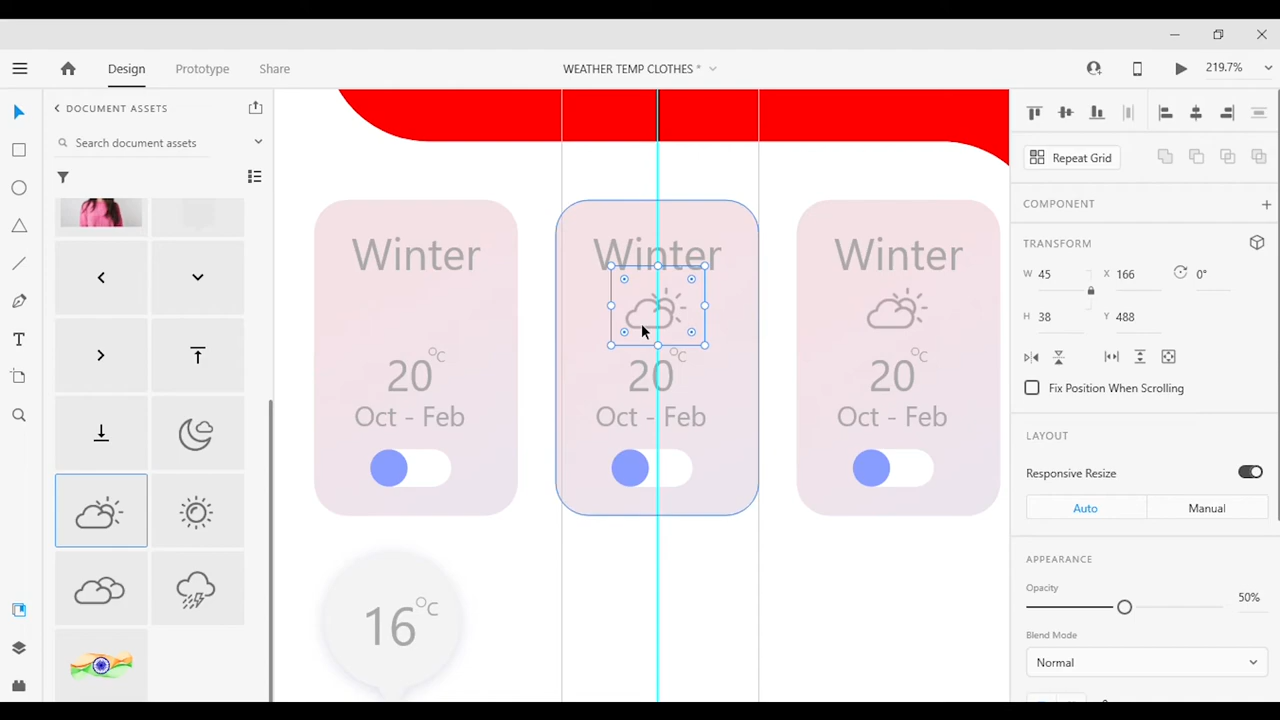 Design Prototype Share WEATHER TEMP CLOTHES * 219.7%
DOCUMENT ASSETS
Search document assets
Repeat Grid
COMPONENT
TRANSFORM
W 45 X 166 0°
H 38 Y 488
Fix Position When Scrolling
LAYOUT
Responsive Resize
Auto Manual
APPEARANCE
Opacity
50%
Blend Mode
Normal
Winter
20°C
Oct - Feb
Winter
20°C
Oct - Feb
Winter
20°C
Oct - Feb
16°C